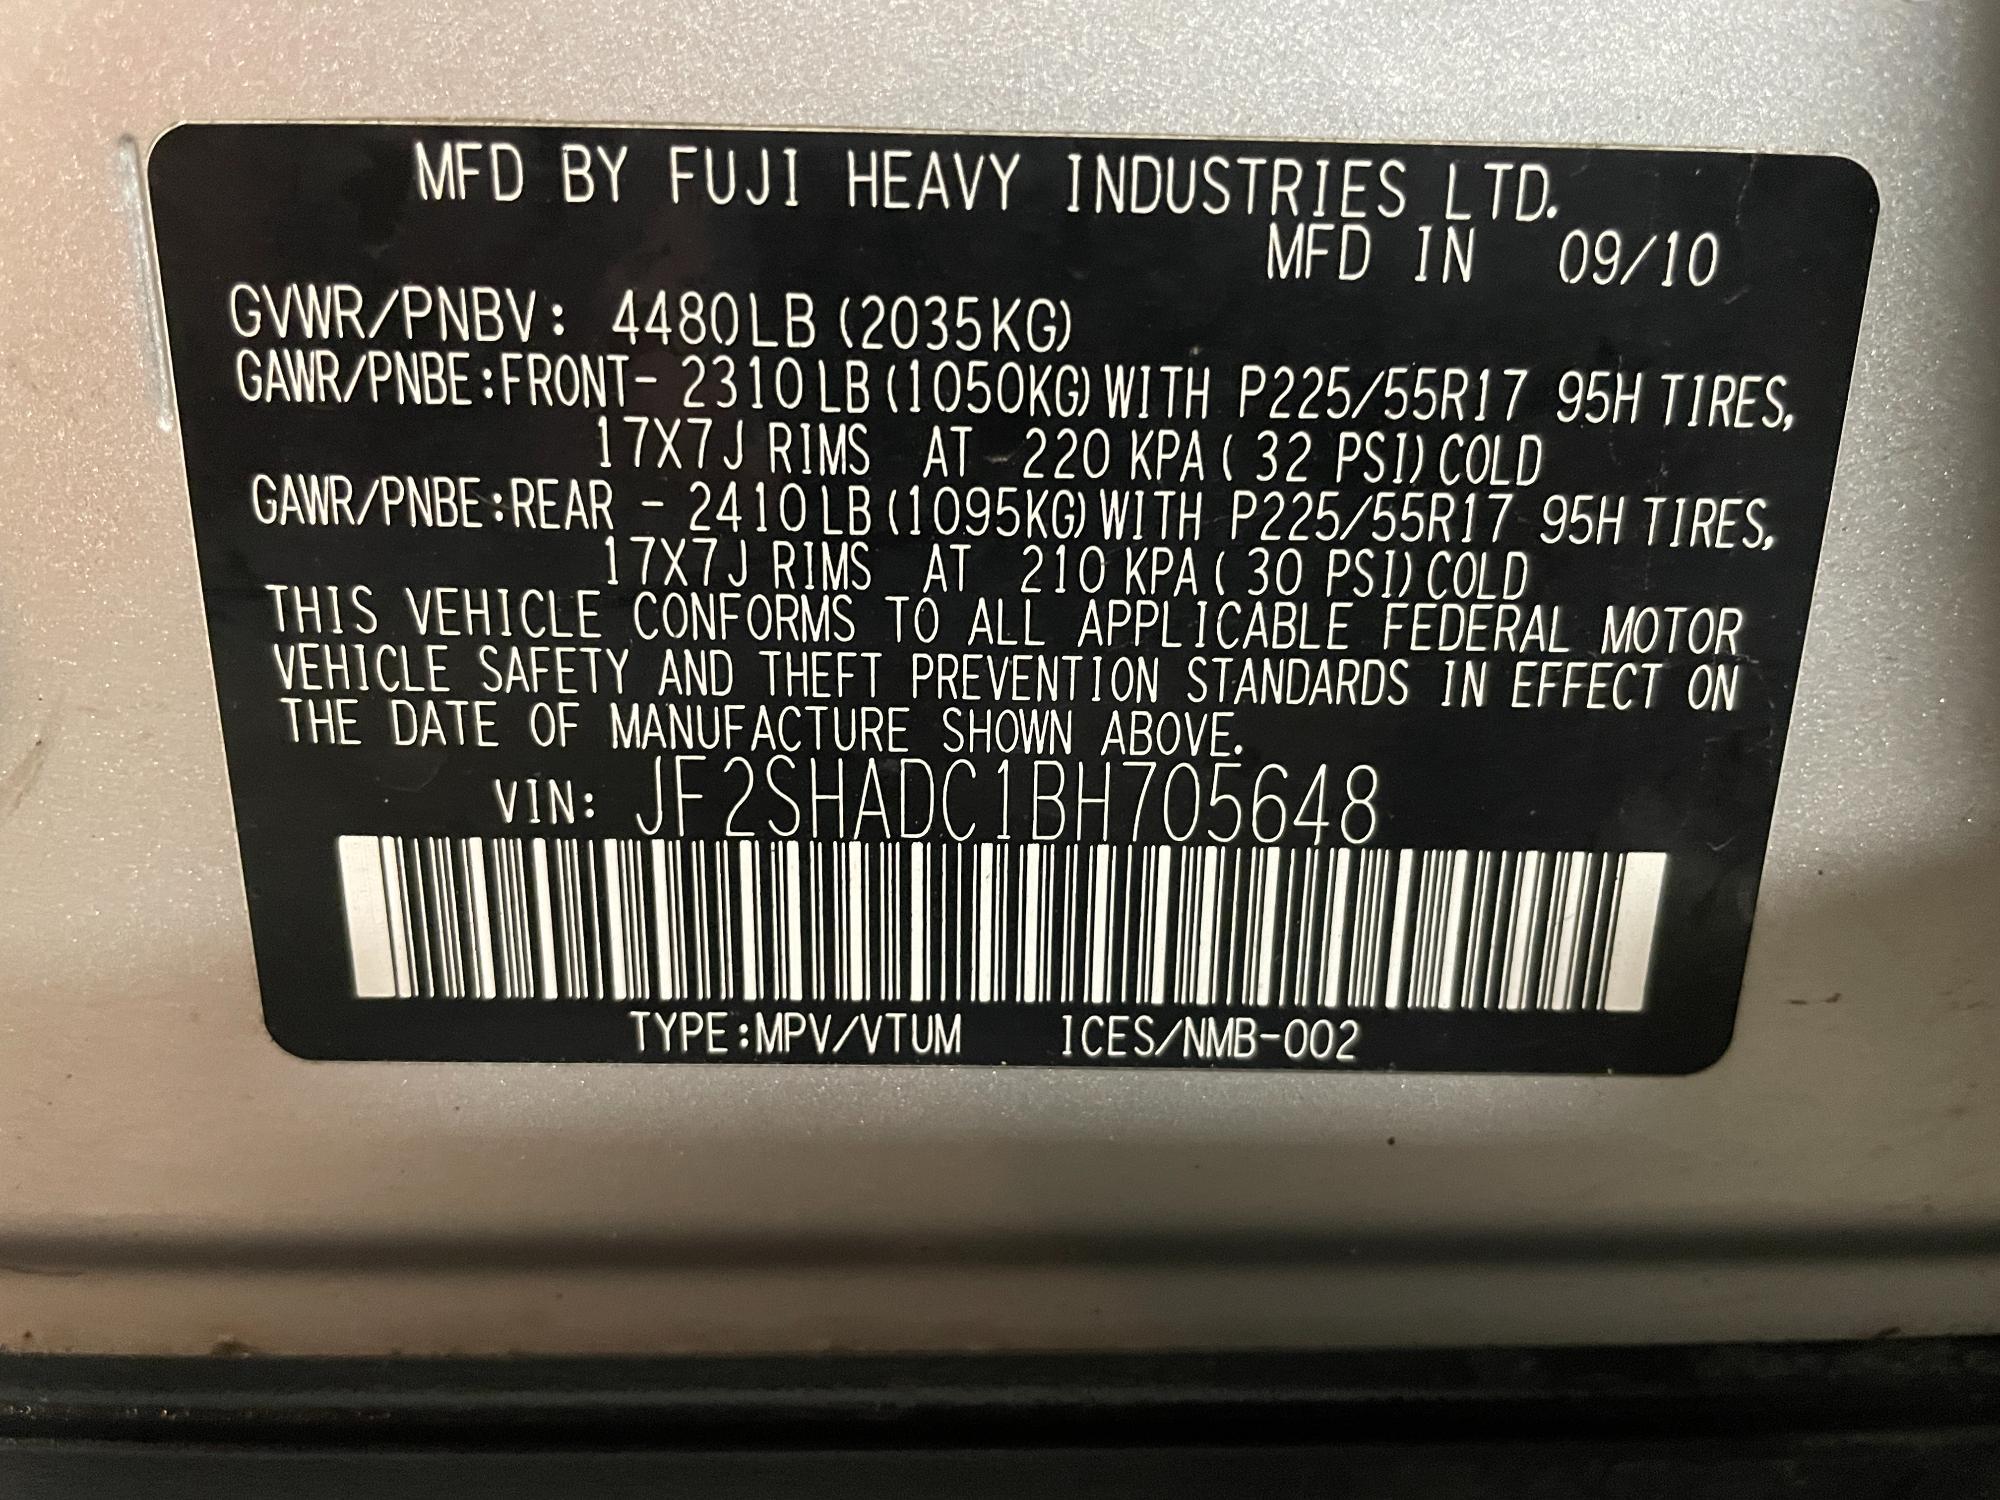 MFD BY FUJI HEAVY INDUSTRIES LTD.
MFD IN 09/10
GVWR/PNBV: 4480LB (2035KG)
GAWR/PNBE:FRONT- 2310LB(1050KG)WITH P225/55R17 95H TIRES,
17X7J RIMS AT 220 KPA( 32 PSI)COLD
GAWR/PNBE:REAR - 2410LB(1095KG)WITH P225/55R17 95H TIRES,
17X7J RIMS AT 210 KPA( 30 PSI)COLD
THIS VEHICLE CONFORMS TO ALL APPLICABLE FEDERAL MOTOR
VEHICLE SAFETY AND THEFT PREVENTION STANDARDS IN EFFECT ON
THE DATE OF MANUFACTURE SHOWN ABOVE.
VIN: JF2SHADC1BH705648
TYPE:MPV/VTUM ICES/NMB-002